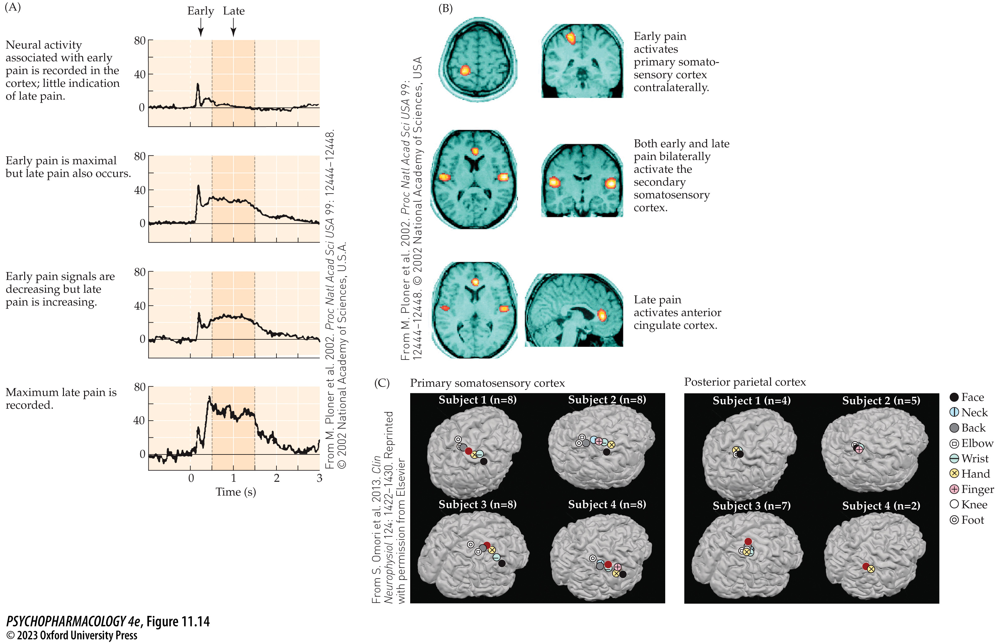 (A)
Early Late
Neural activity
associated with early
pain is recorded in the
cortex; little indication
of late pain.
80
40
0
Early pain is maximal
but late pain also occurs.
80
40
0
Early pain signals are
decreasing but late
pain is increasing.
80
40
0
Maximum late pain is
recorded.
80
40
0
0 1 2 3
Time (s)
From M. Ploner et al. 2002. Proc Natl Acad Sci USA 99: 12444–12448.
© 2002 National Academy of Sciences, U.S.A.
(B)
Early pain
activates
primary somato-
sensory cortex
contralaterally.
Both early and late
pain bilaterally
activate the
secondary
somatosensory
cortex.
Late pain
activates anterior
cingulate cortex.
From M. Ploner et al. 2002. Proc Natl Acad Sci USA 99:
12444–12448. © 2002 National Academy of Sciences, USA
(C)
Primary somatosensory cortex
Subject 1 (n=8)
Subject 2 (n=8)
Subject 3 (n=8)
Subject 4 (n=8)
Posterior parietal cortex
Subject 1 (n=4)
Subject 2 (n=5)
Subject 3 (n=7)
Subject 4 (n=2)
Face
Neck
Back
Elbow
Wrist
Hand
Finger
Knee
Foot
From S. Omori et al. 2013. Clin
Neurophysiol 124: 1422–1430. Reprinted
with permission from Elsevier
PSYCHOPHARMACOLOGY 4e, Figure 11.14
© 2023 Oxford University Press